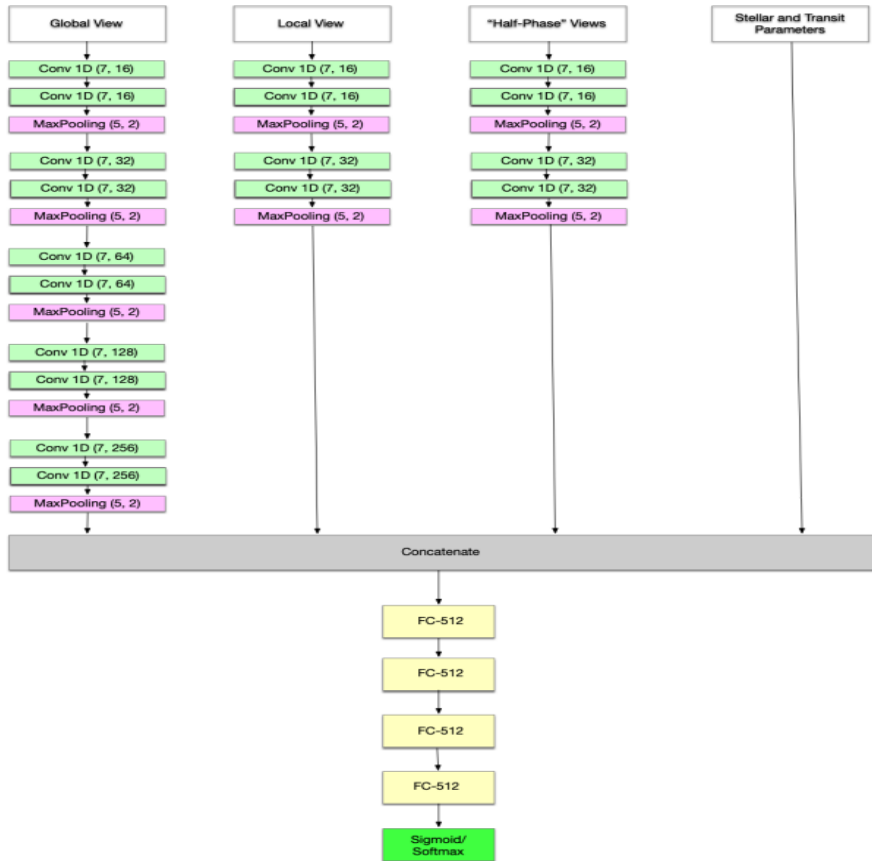 Global View
Conv 1D (7, 16)
Conv 1D (7, 16)
MaxPooling (5, 2)
Conv 1D (7, 32)
Conv 1D (7, 32)
MaxPooling (5, 2)
Conv 1D (7, 64)
Conv 1D (7, 64)
MaxPooling (5, 2)
Conv 1D (7, 128)
Conv 1D (7, 128)
MaxPooling (5, 2)
Conv 1D (7, 256)
Conv 1D (7, 256)
MaxPooling (5, 2)
Local View
Conv 1D (7, 16)
Conv 1D (7, 16)
MaxPooling (5, 2)
Conv 1D (7, 32)
Conv 1D (7, 32)
MaxPooling (5, 2)
“Half-Phase” Views
Conv 1D (7, 16)
Conv 1D (7, 16)
MaxPooling (5, 2)
Conv 1D (7, 32)
Conv 1D (7, 32)
MaxPooling (5, 2)
Stellar and Transit
Parameters
Concatenate
FC-512
FC-512
FC-512
FC-512
Sigmoid/
Softmax